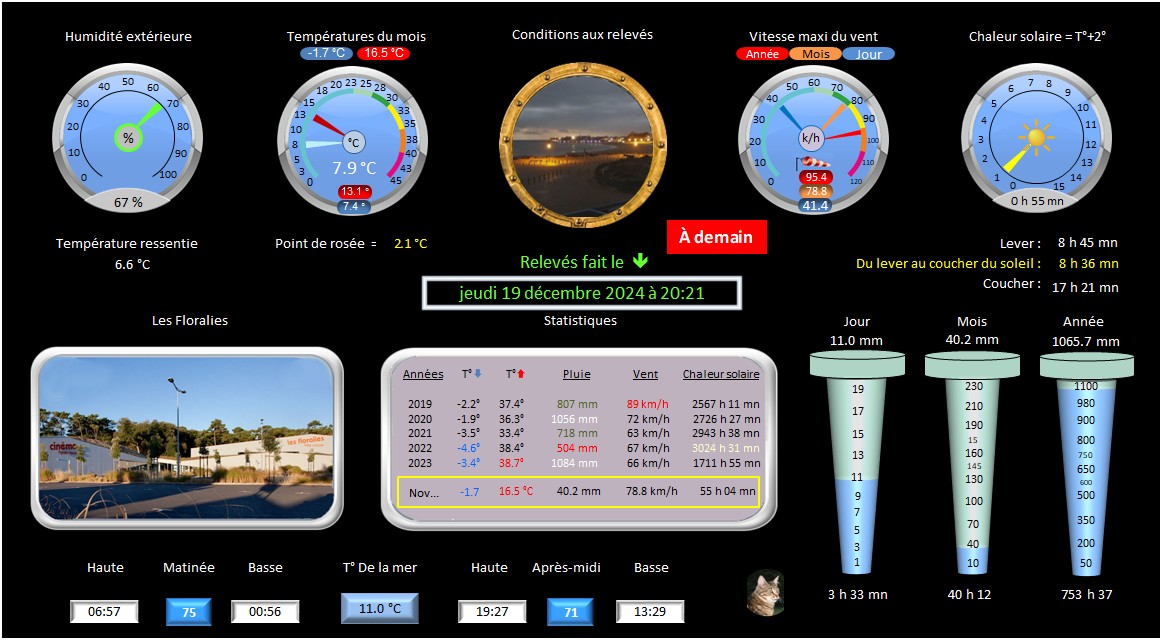 Humidité extérieure
Températures du mois
-1.7 °C 16.5 °C
Conditions aux relevés
Vitesse maxi du vent
Année Mois Jour
Chaleur solaire = T°+2°
0 10 20 30 40 50 60 70 80 90 100
%
67 %
0 3 5 8 10 13 15 18 20 23 25 28 30 33 35 38 40 43 45
°C
7.9 °C
13.1 °
7.4 °
0 10 20 30 40 50 60 70 80 90 100 110 120
k/h
95.4
78.8
41.4
0 1 2 3 4 5 6 7 8 9 10 11 12 13 14 15
0 h 55 mn
Température ressentie
6.6 °C
Point de rosée = 2.1 °C
À demain
Relevés fait le
jeudi 19 décembre 2024 à 20:21
Lever : 8 h 45 mn
Du lever au coucher du soleil : 8 h 36 mn
Coucher : 17 h 21 mn
Les Floralies
cinéma
les floralies
Statistiques
Années T° T° Pluie Vent Chaleur solaire
2019 -2.2° 37.4° 807 mm 89 km/h 2567 h 11 mn
2020 -1.9° 36.3° 1056 mm 72 km/h 2726 h 27 mn
2021 -3.5° 33.4° 718 mm 63 km/h 2943 h 38 mn
2022 -4.6° 38.4° 504 mm 67 km/h 3024 h 31 mn
2023 -3.4° 38.7° 1084 mm 66 km/h 1711 h 55 mn
Nov... -1.7 16.5 °C 40.2 mm 78.8 km/h 55 h 04 mn
Jour
11.0 mm
19
17
15
13
11
9
7
5
3
1
3 h 33 mn
Mois
40.2 mm
230
210
190
15
160
145
130
100
70
40
10
40 h 12
Année
1065.7 mm
1100
980
900
800
750
650
600
500
350
200
50
753 h 37
Haute Matinée Basse
06:57 75 00:56
T° De la mer
11.0 °C
Haute Après-midi Basse
19:27 71 13:29